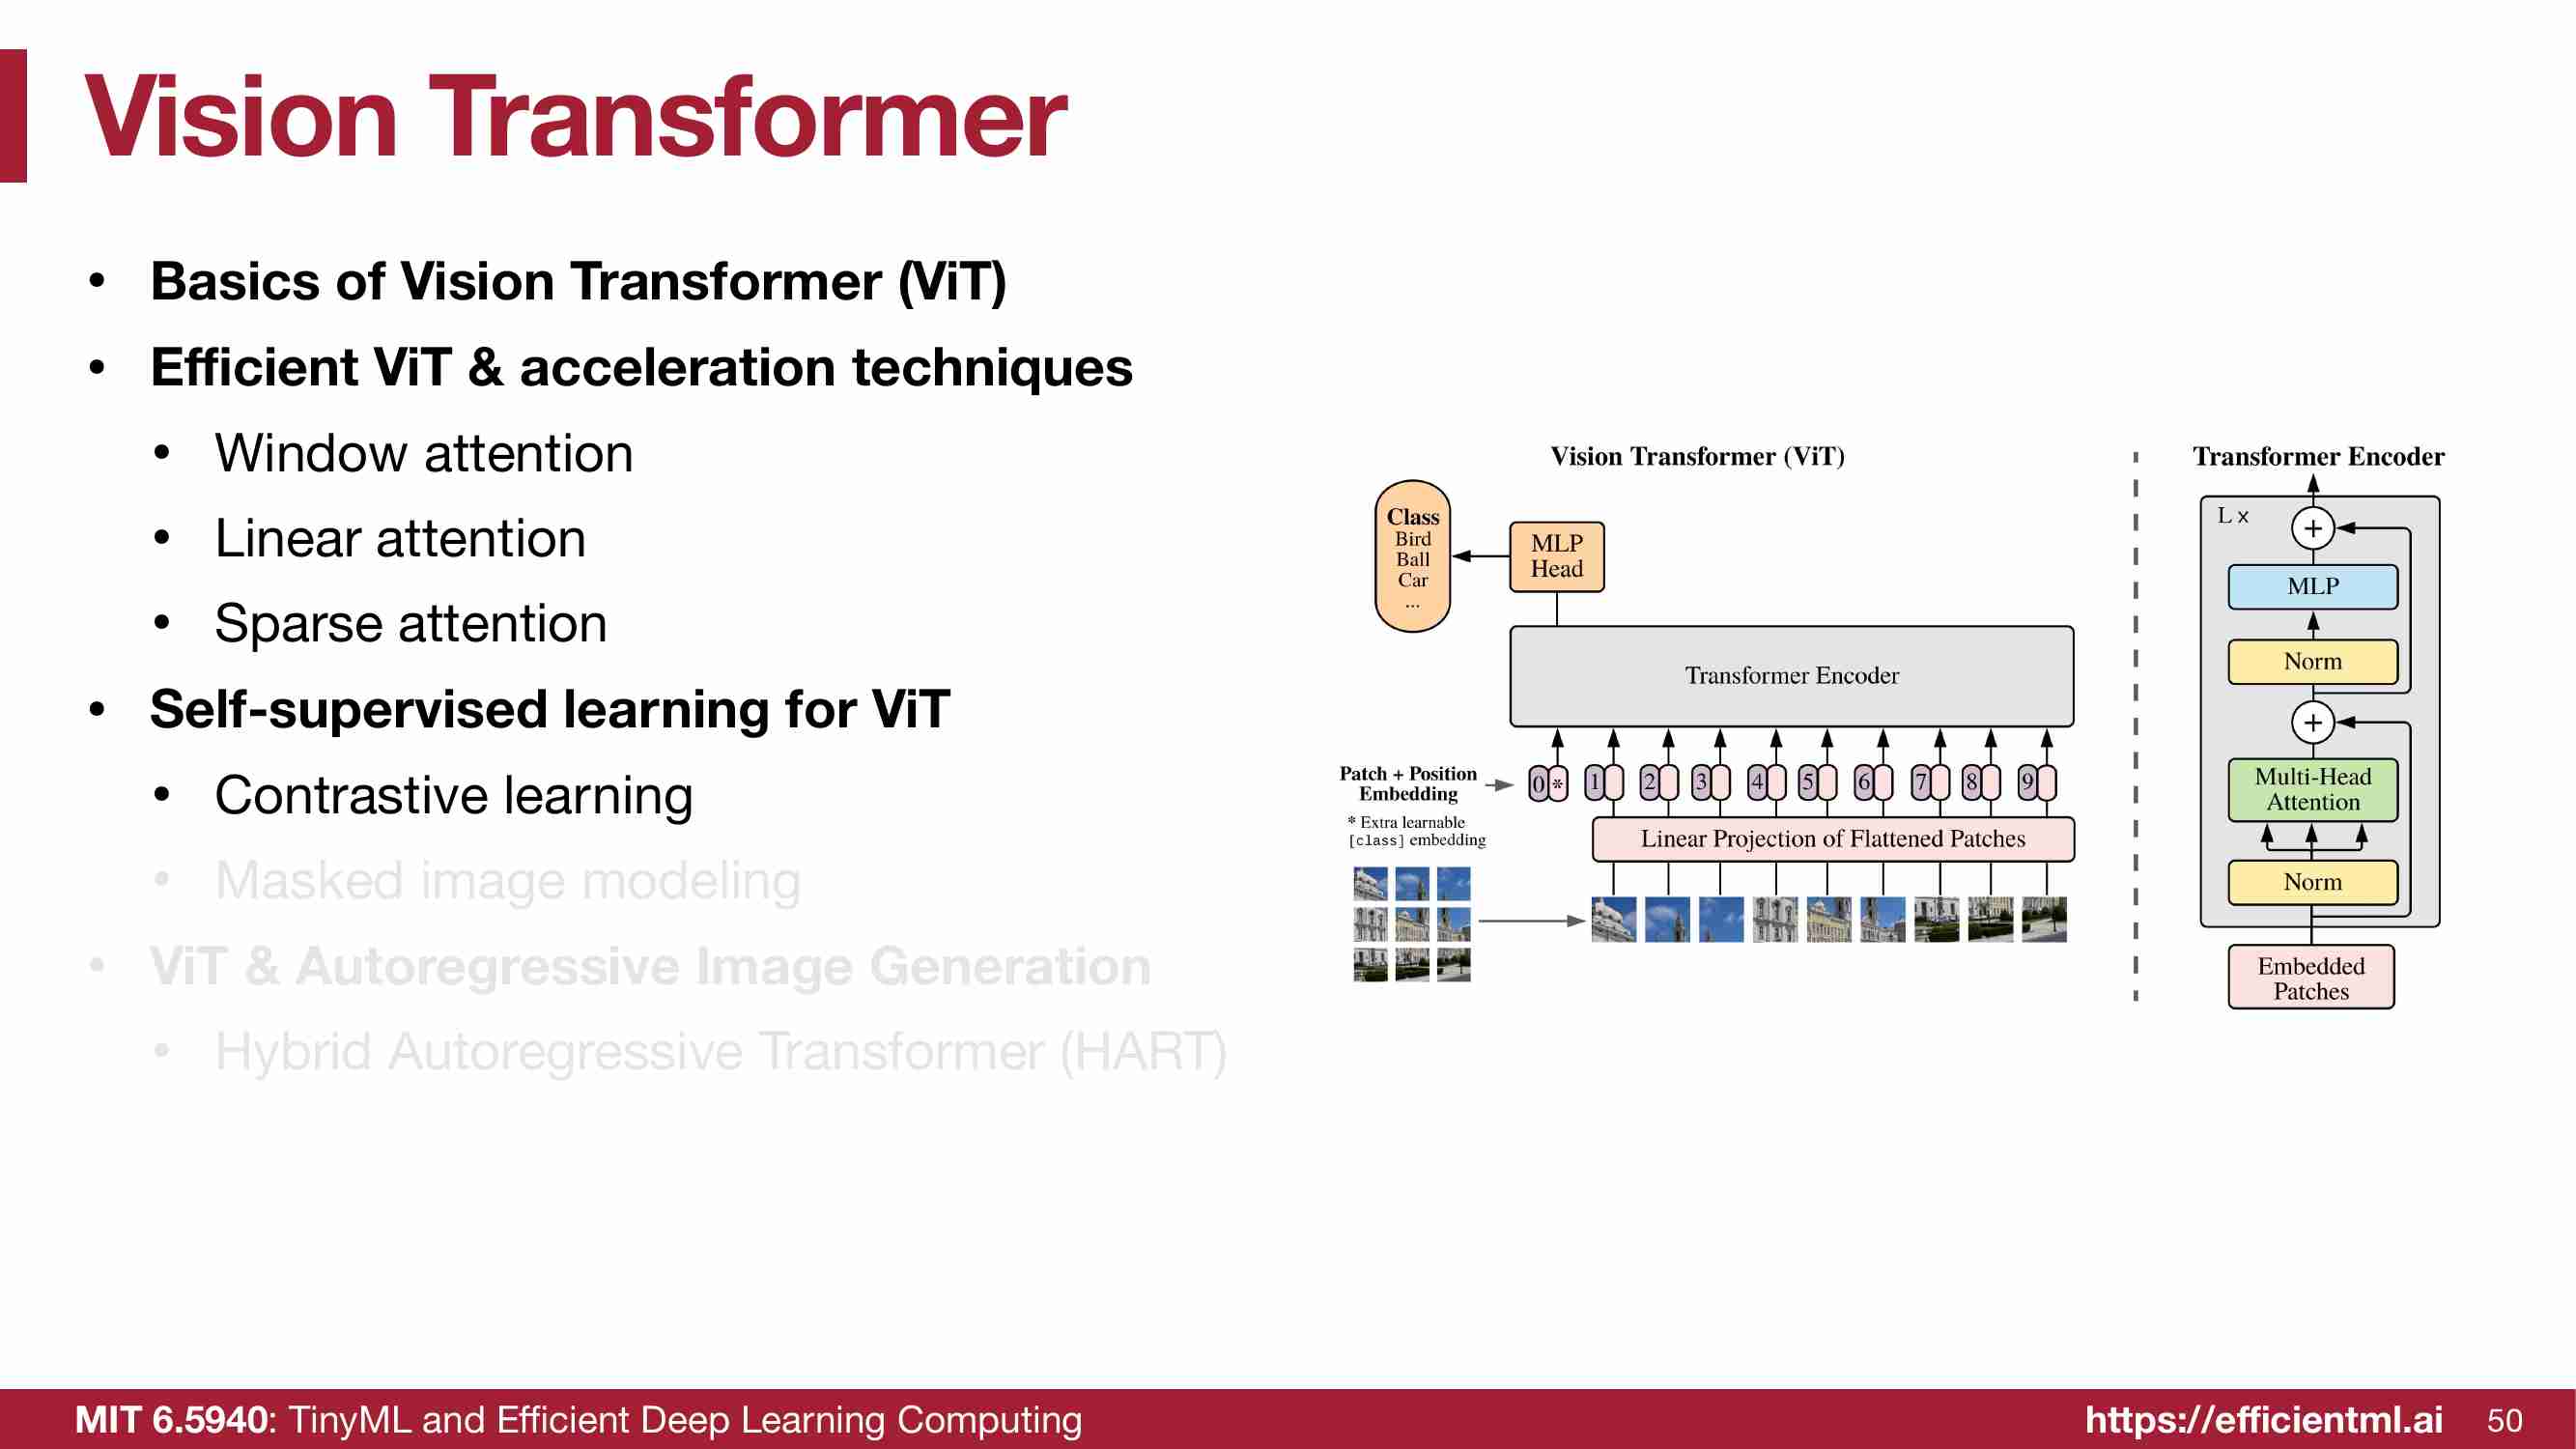 Vision Transformer
• Basics of Vision Transformer (ViT)
• Efficient ViT & acceleration techniques
• Window attention
• Linear attention
• Sparse attention
• Self-supervised learning for ViT
• Contrastive learning
• Masked image modeling
• ViT & Autoregressive Image Generation
• Hybrid Autoregressive Transformer (HART)
Vision Transformer (ViT)
Class
Bird
Ball
Car
...
MLP
Head
Transformer Encoder
Patch + Position
Embedding
0 * 1 2 3 4 5 6 7 8 9
* Extra learnable
[class] embedding
Linear Projection of Flattened Patches
Transformer Encoder
L x
+
MLP
Norm
+
Multi-Head
Attention
Norm
Embedded
Patches
MIT 6.5940: TinyML and Efficient Deep Learning Computing
https://efficientml.ai 50